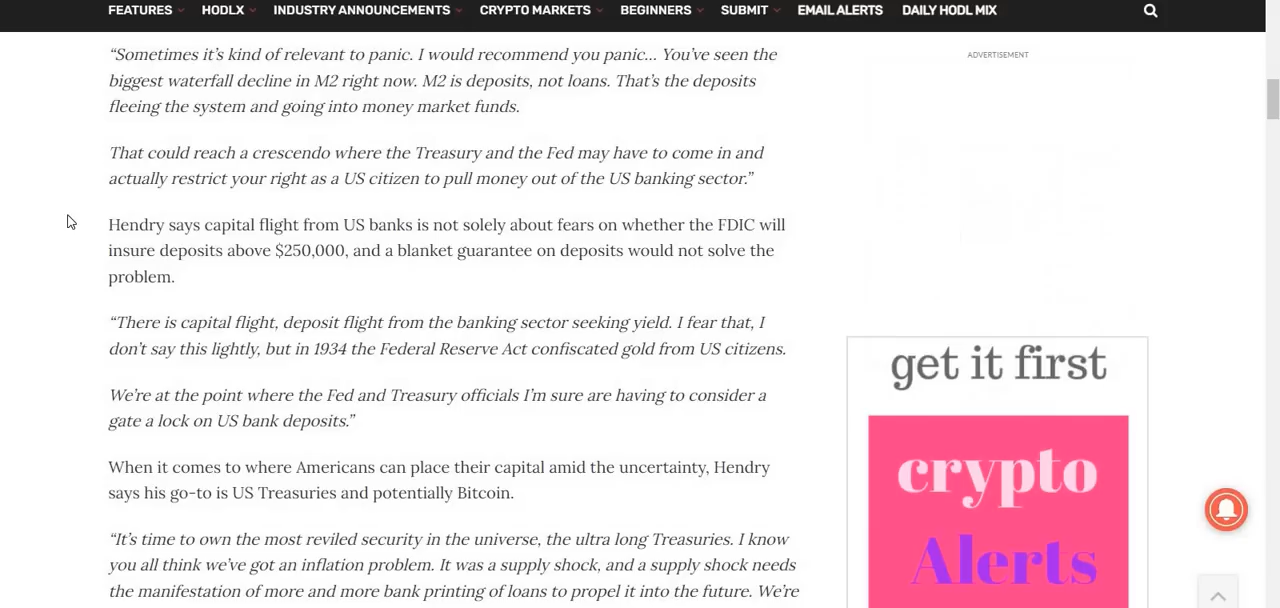 FEATURES HODLX INDUSTRY ANNOUNCEMENTS CRYPTO MARKETS BEGINNERS SUBMIT EMAIL ALERTS DAILY HODL MIX
“Sometimes it’s kind of relevant to panic. I would recommend you panic… You’ve seen the
biggest waterfall decline in M2 right now. M2 is deposits, not loans. That’s the deposits
fleeing the system and going into money market funds.
That could reach a crescendo where the Treasury and the Fed may have to come in and
actually restrict your right as a US citizen to pull money out of the US banking sector.”
Hendry says capital flight from US banks is not solely about fears on whether the FDIC will
insure deposits above $250,000, and a blanket guarantee on deposits would not solve the
problem.
“There is capital flight, deposit flight from the banking sector seeking yield. I fear that, I
don’t say this lightly, but in 1934 the Federal Reserve Act confiscated gold from US citizens.
We’re at the point where the Fed and Treasury officials I’m sure are having to consider a
gate a lock on US bank deposits.”
When it comes to where Americans can place their capital amid the uncertainty, Hendry
says his go-to is US Treasuries and potentially Bitcoin.
“It’s time to own the most reviled security in the universe, the ultra long Treasuries. I know
you all think we’ve got an inflation problem. It was a supply shock, and a supply shock needs
the manifestation of more and more bank printing of loans to propel it into the future. We’re
ADVERTISEMENT
get it first
crypto
Alerts